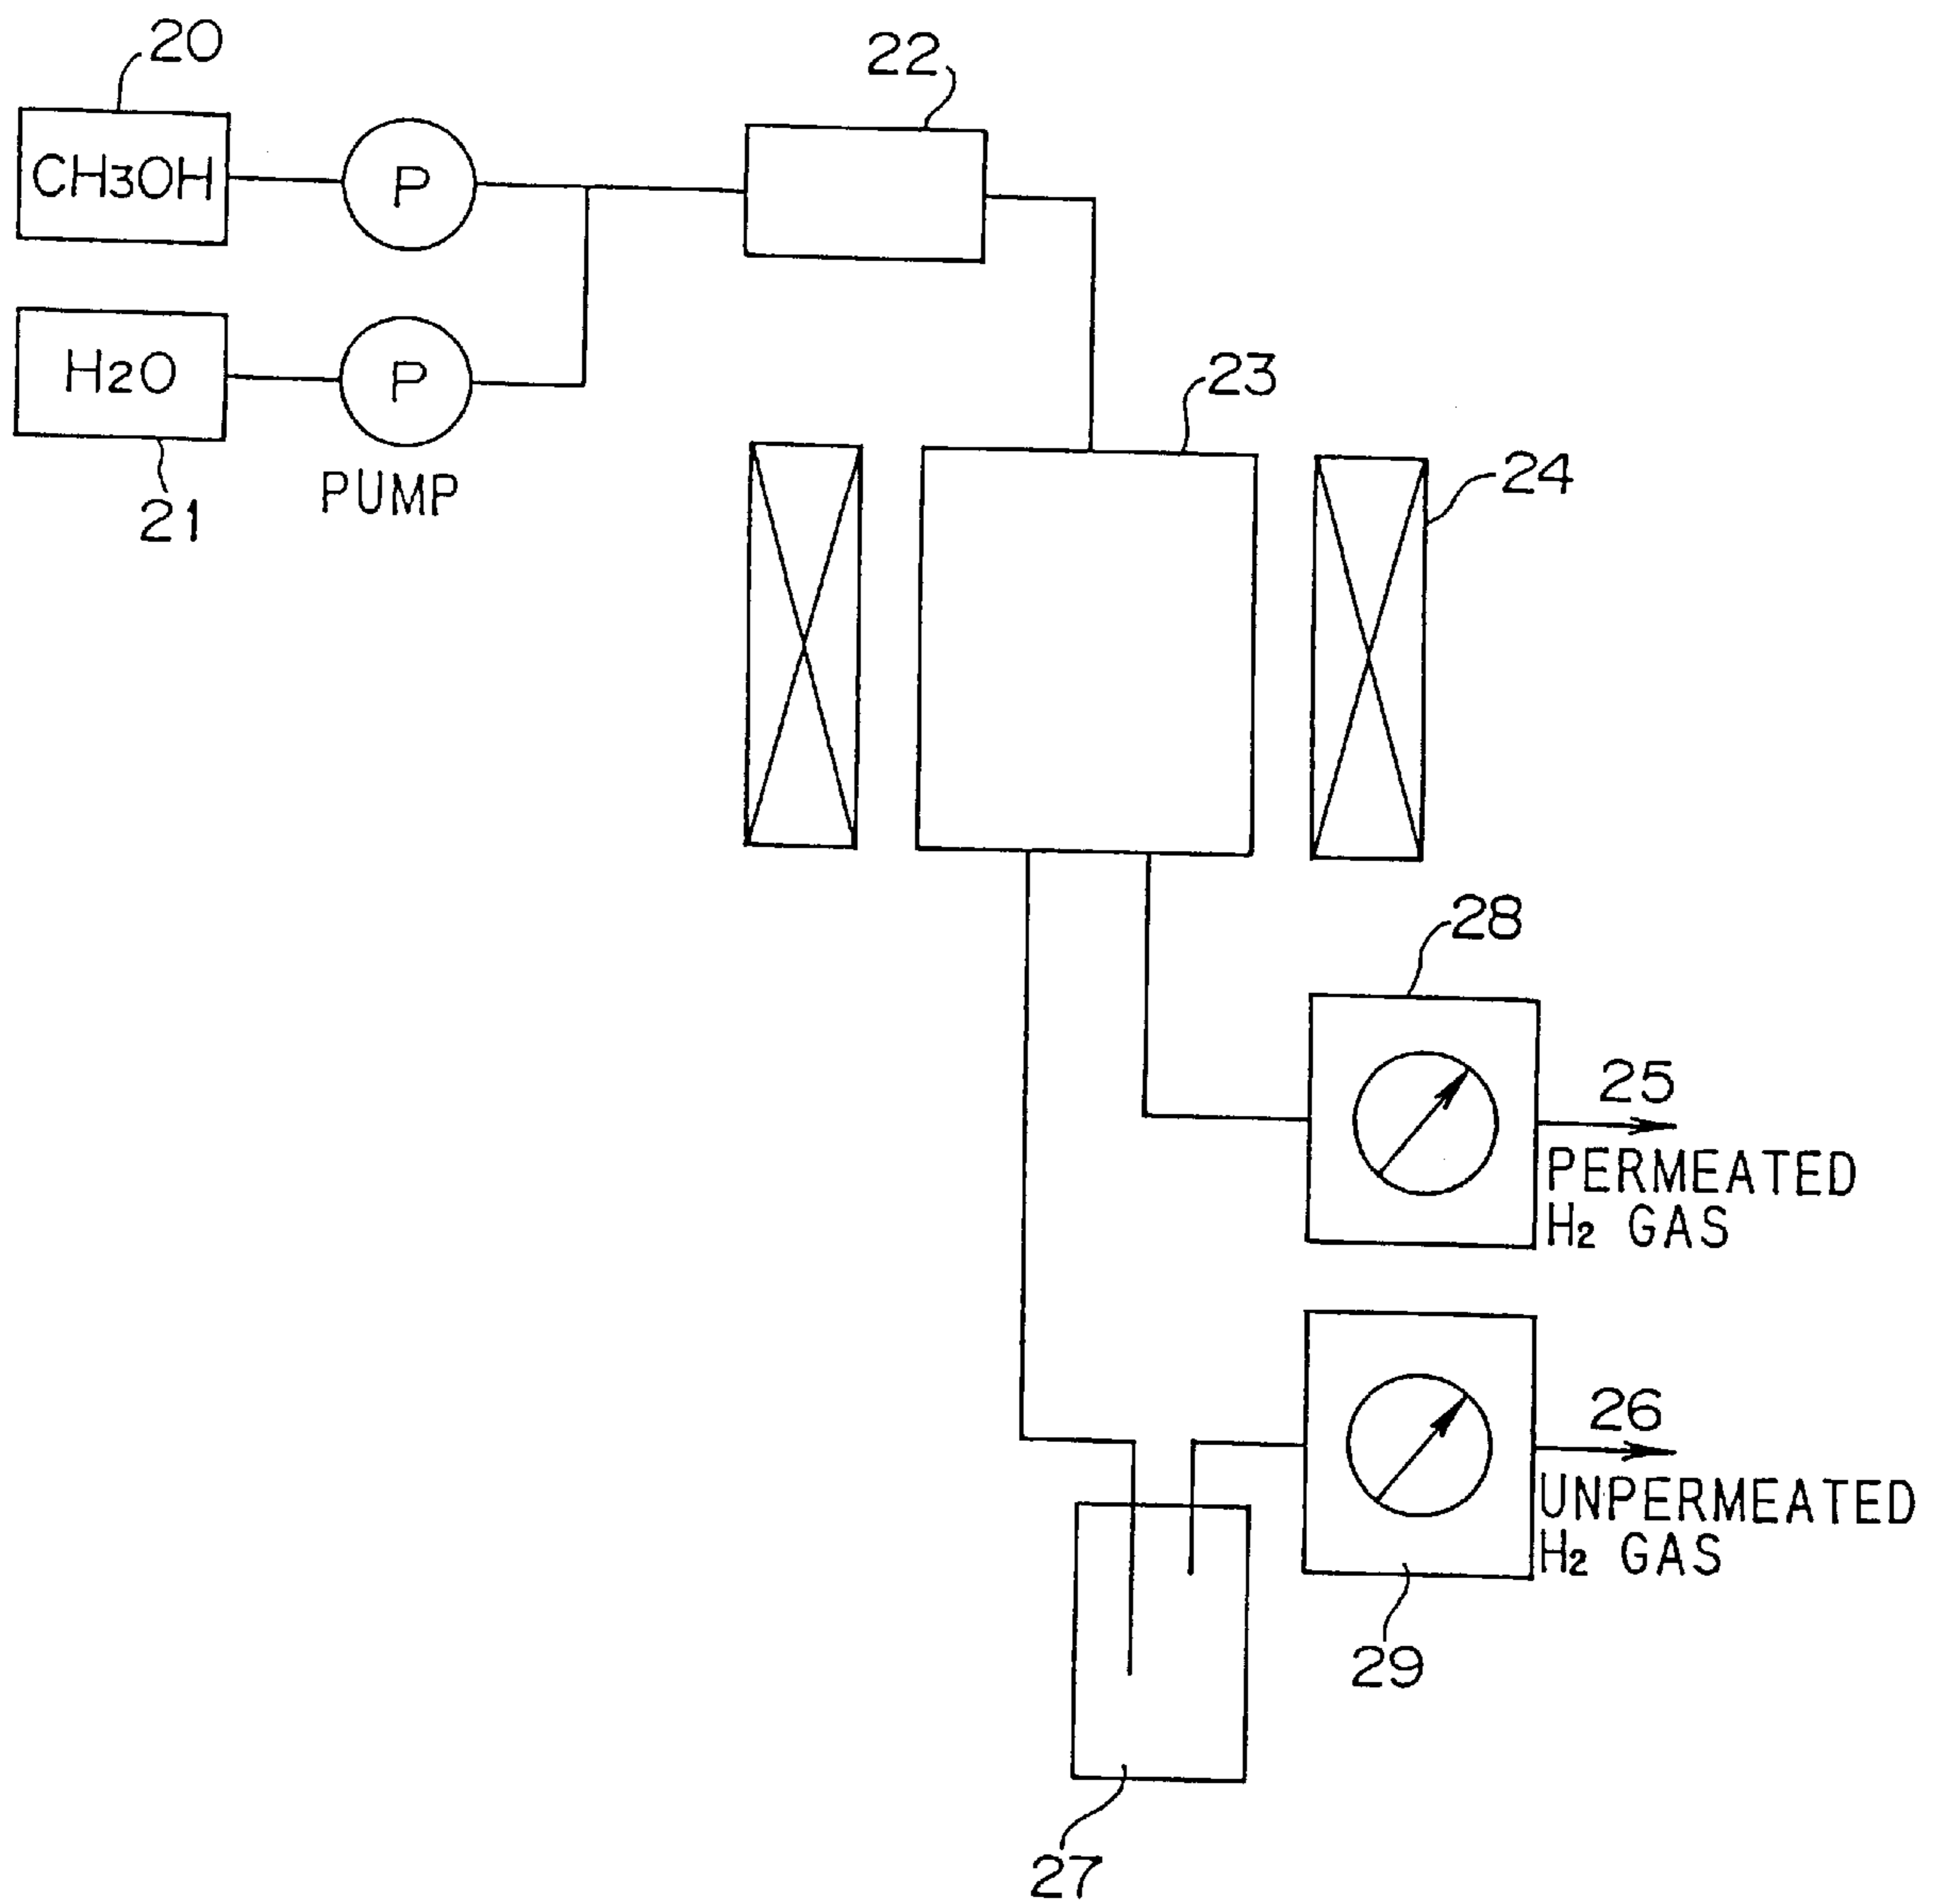 20
22
CH3OH
P
H2O
P
23
21
PUMP
24
28
25
PERMEATED
H2 GAS
26
UNPERMEATED
H2 GAS
29
27